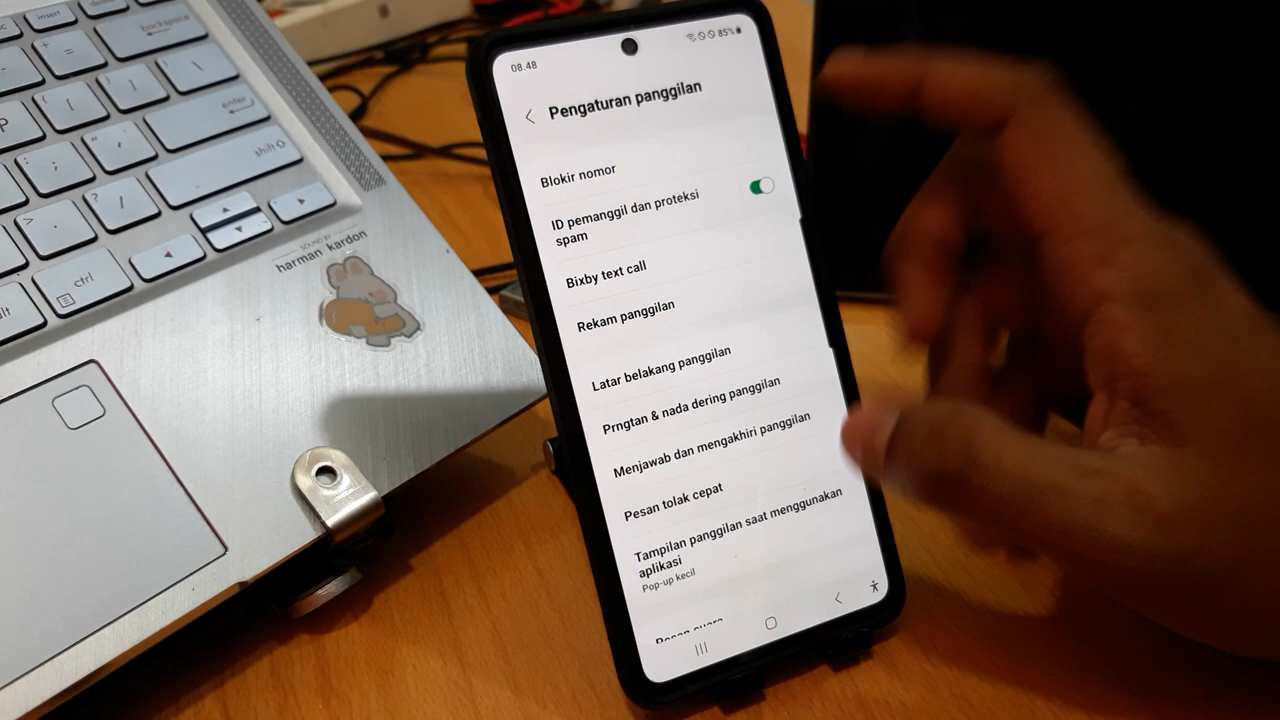 insert
delete
backspace
+ =
{ [
} ]
| \
P
: ;
" '
enter
shift
> .
? /
ctrl
alt
SOUND BY
harman kardon
08.48
85%
Pengaturan panggilan
Blokir nomor
ID pemanggil dan proteksi
spam
Bixby text call
Rekam panggilan
Latar belakang panggilan
Prngtan & nada dering panggilan
Menjawab dan mengakhiri panggilan
Pesan tolak cepat
Tampilan panggilan saat menggunakan
aplikasi
Pop-up kecil